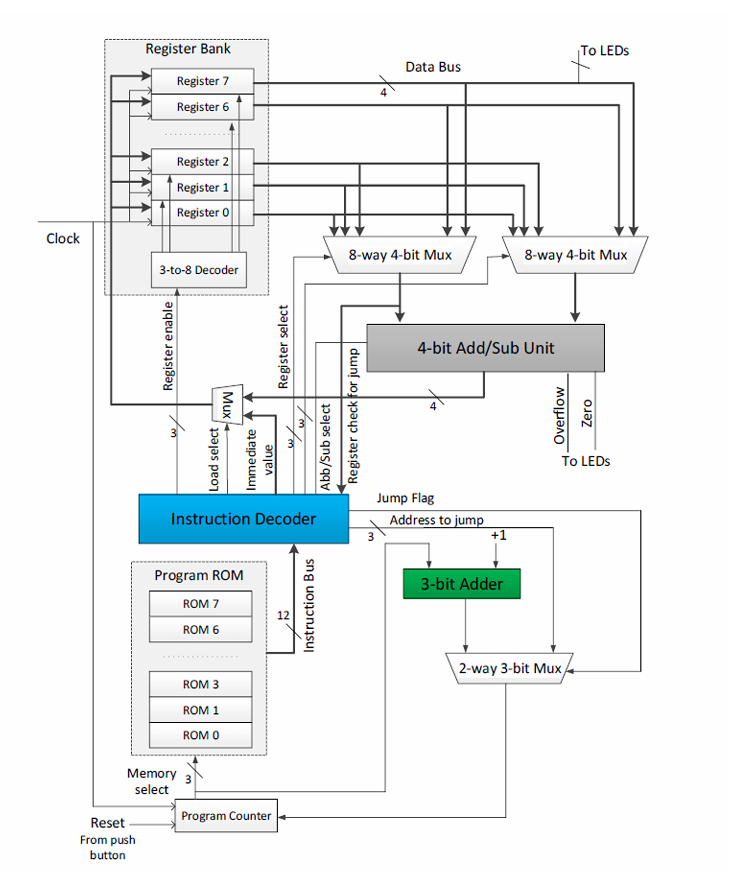 Register Bank
To LEDs
Data Bus
Register 7
4
Register 6
Register 2
Register 1
Register 0
Clock
8-way 4-bit Mux
8-way 4-bit Mux
3-to-8 Decoder
4-bit Add/Sub Unit
Register enable
Register select
Register check for jump
Mux
4
3
3
3
Load select
Immediate
value
Abb/Sub select
Overflow
Zero
To LEDs
Instruction Decoder
Jump Flag
Address to jump
3
+1
Program ROM
3-bit Adder
ROM 7
ROM 6
12
Instruction Bus
2-way 3-bit Mux
ROM 3
ROM 1
ROM 0
Memory
select
3
Program Counter
Reset
From push
button